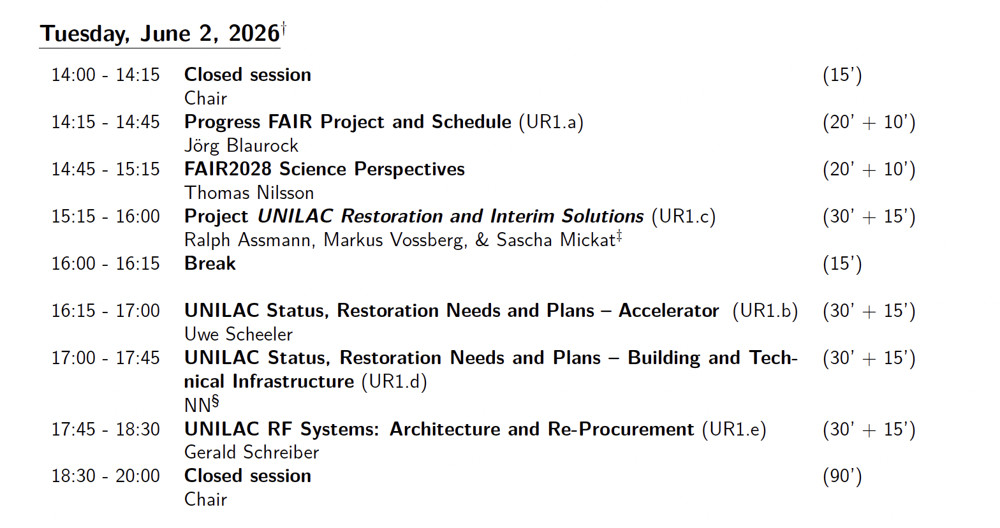 Tuesday, June 2, 2026†
14:00 - 14:15 Closed session (15')
Chair
14:15 - 14:45 Progress FAIR Project and Schedule (UR1.a) (20' + 10')
Jörg Blaurock
14:45 - 15:15 FAIR2028 Science Perspectives (20' + 10')
Thomas Nilsson
15:15 - 16:00 Project UNILAC Restoration and Interim Solutions (UR1.c) (30' + 15')
Ralph Assmann, Markus Vossberg, & Sascha Mickat‡
16:00 - 16:15 Break (15')
16:15 - 17:00 UNILAC Status, Restoration Needs and Plans – Accelerator (UR1.b) (30' + 15')
Uwe Scheeler
17:00 - 17:45 UNILAC Status, Restoration Needs and Plans – Building and Tech- (30' + 15')
nical Infrastructure (UR1.d)
NN§
17:45 - 18:30 UNILAC RF Systems: Architecture and Re-Procurement (UR1.e) (30' + 15')
Gerald Schreiber
18:30 - 20:00 Closed session (90')
Chair